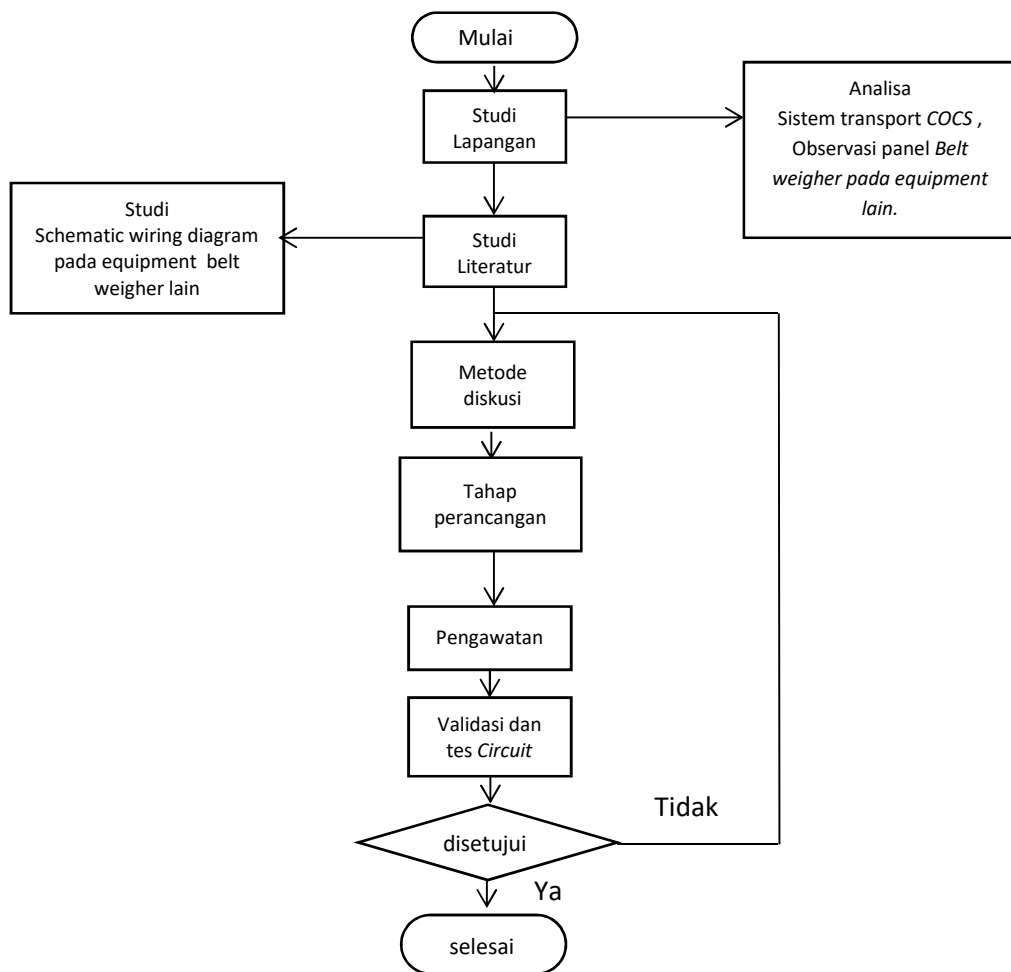 Mulai
Studi
Lapangan
Analisa
Sistem transport COCS ,
Observasi panel Belt
weigher pada equipment
lain.
Studi
Literatur
Studi
Schematic wiring diagram
pada equipment belt
weigher lain
Metode
diskusi
Tahap
perancangan
Pengawatan
Validasi dan
tes Circuit
disetujui
Tidak
Ya
selesai